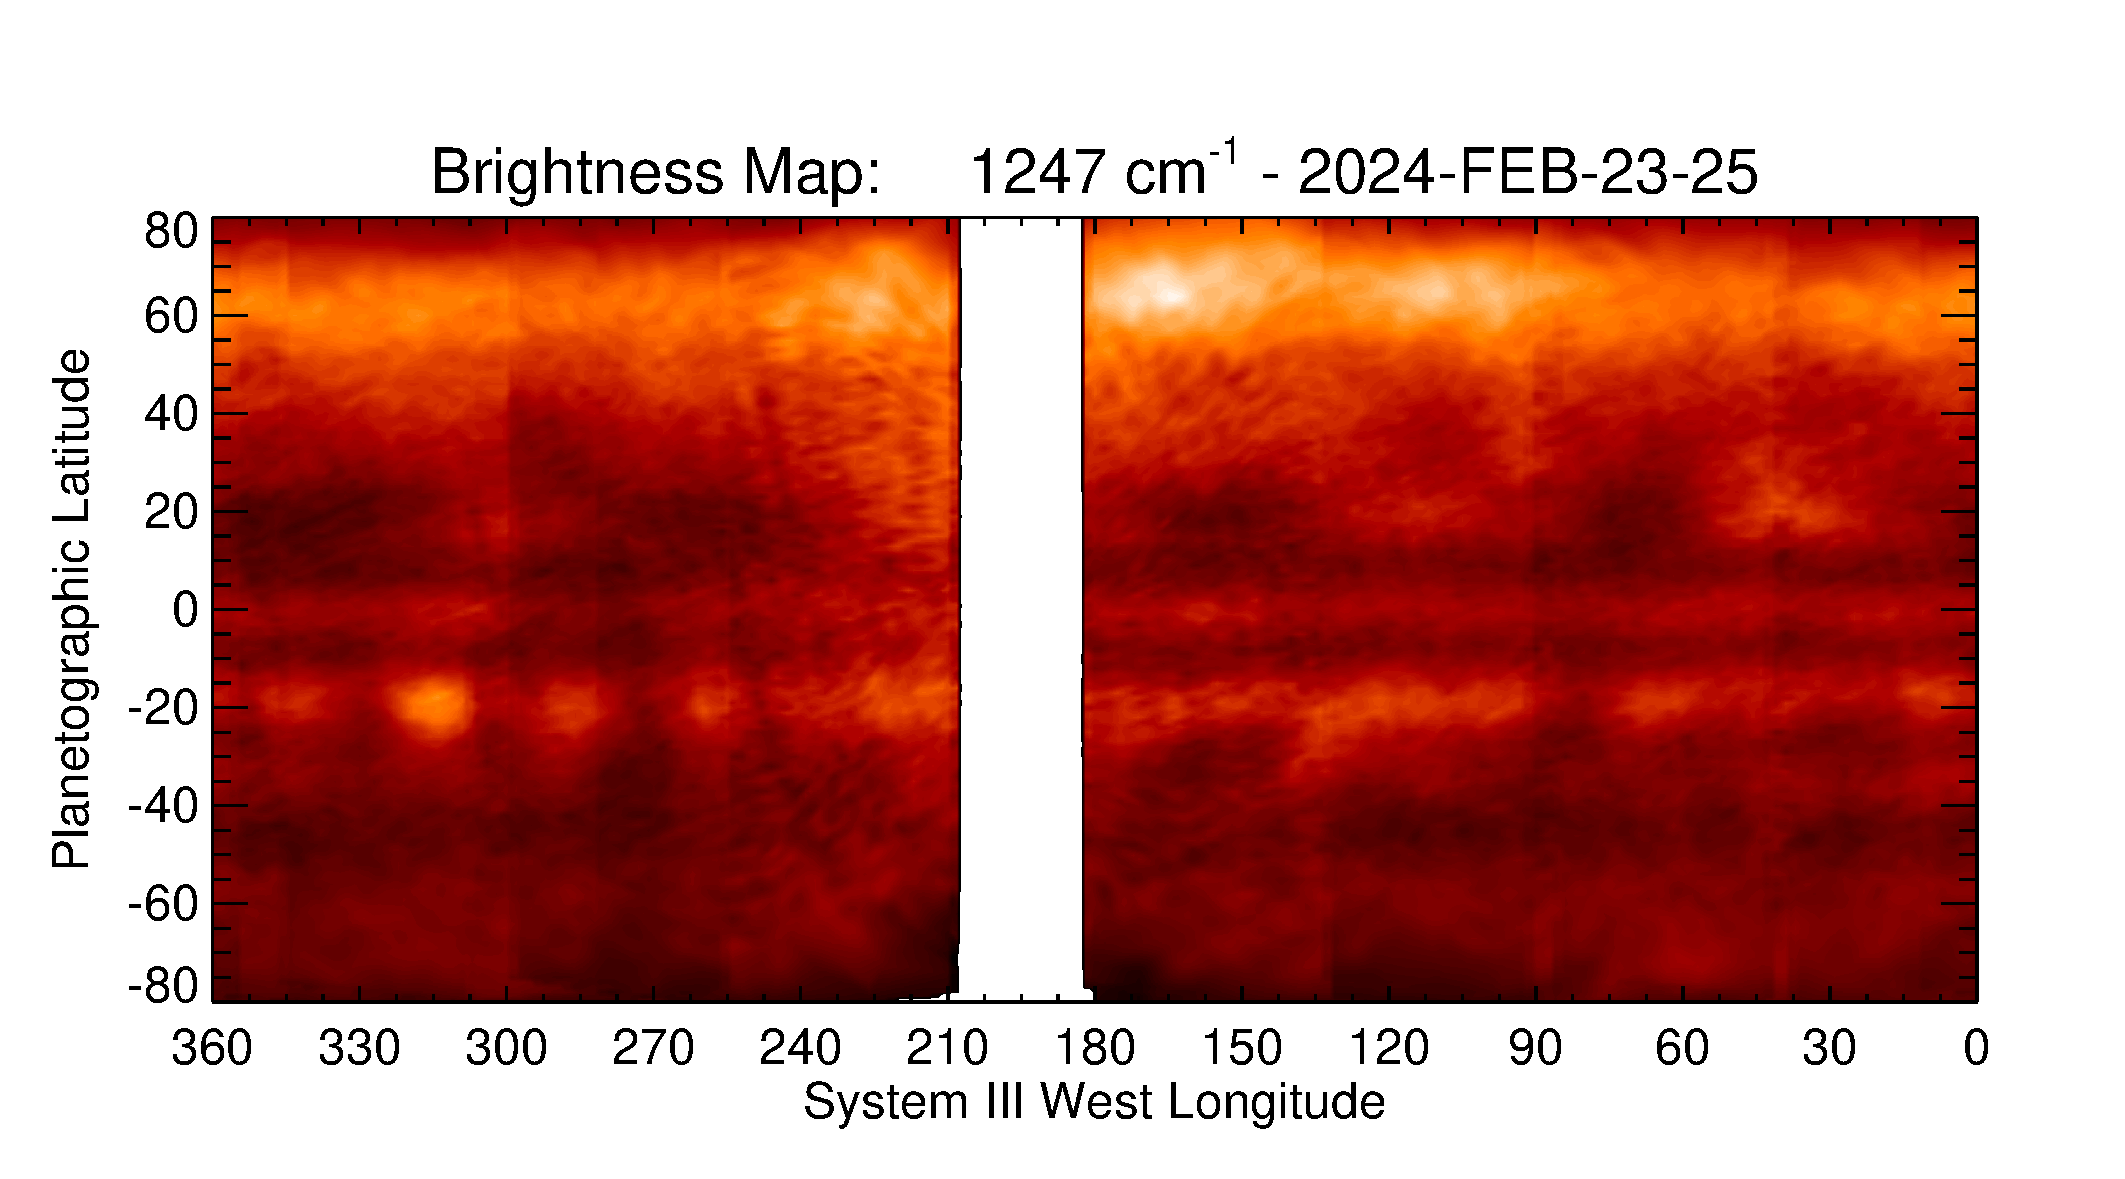 Brightness Map: 1247 cm⁻¹ - 2024-FEB-23-25
80
60
40
20
0
-20
-40
-60
-80
Planetographic Latitude
360 330 300 270 240 210 180 150 120 90 60 30 0
System III West Longitude